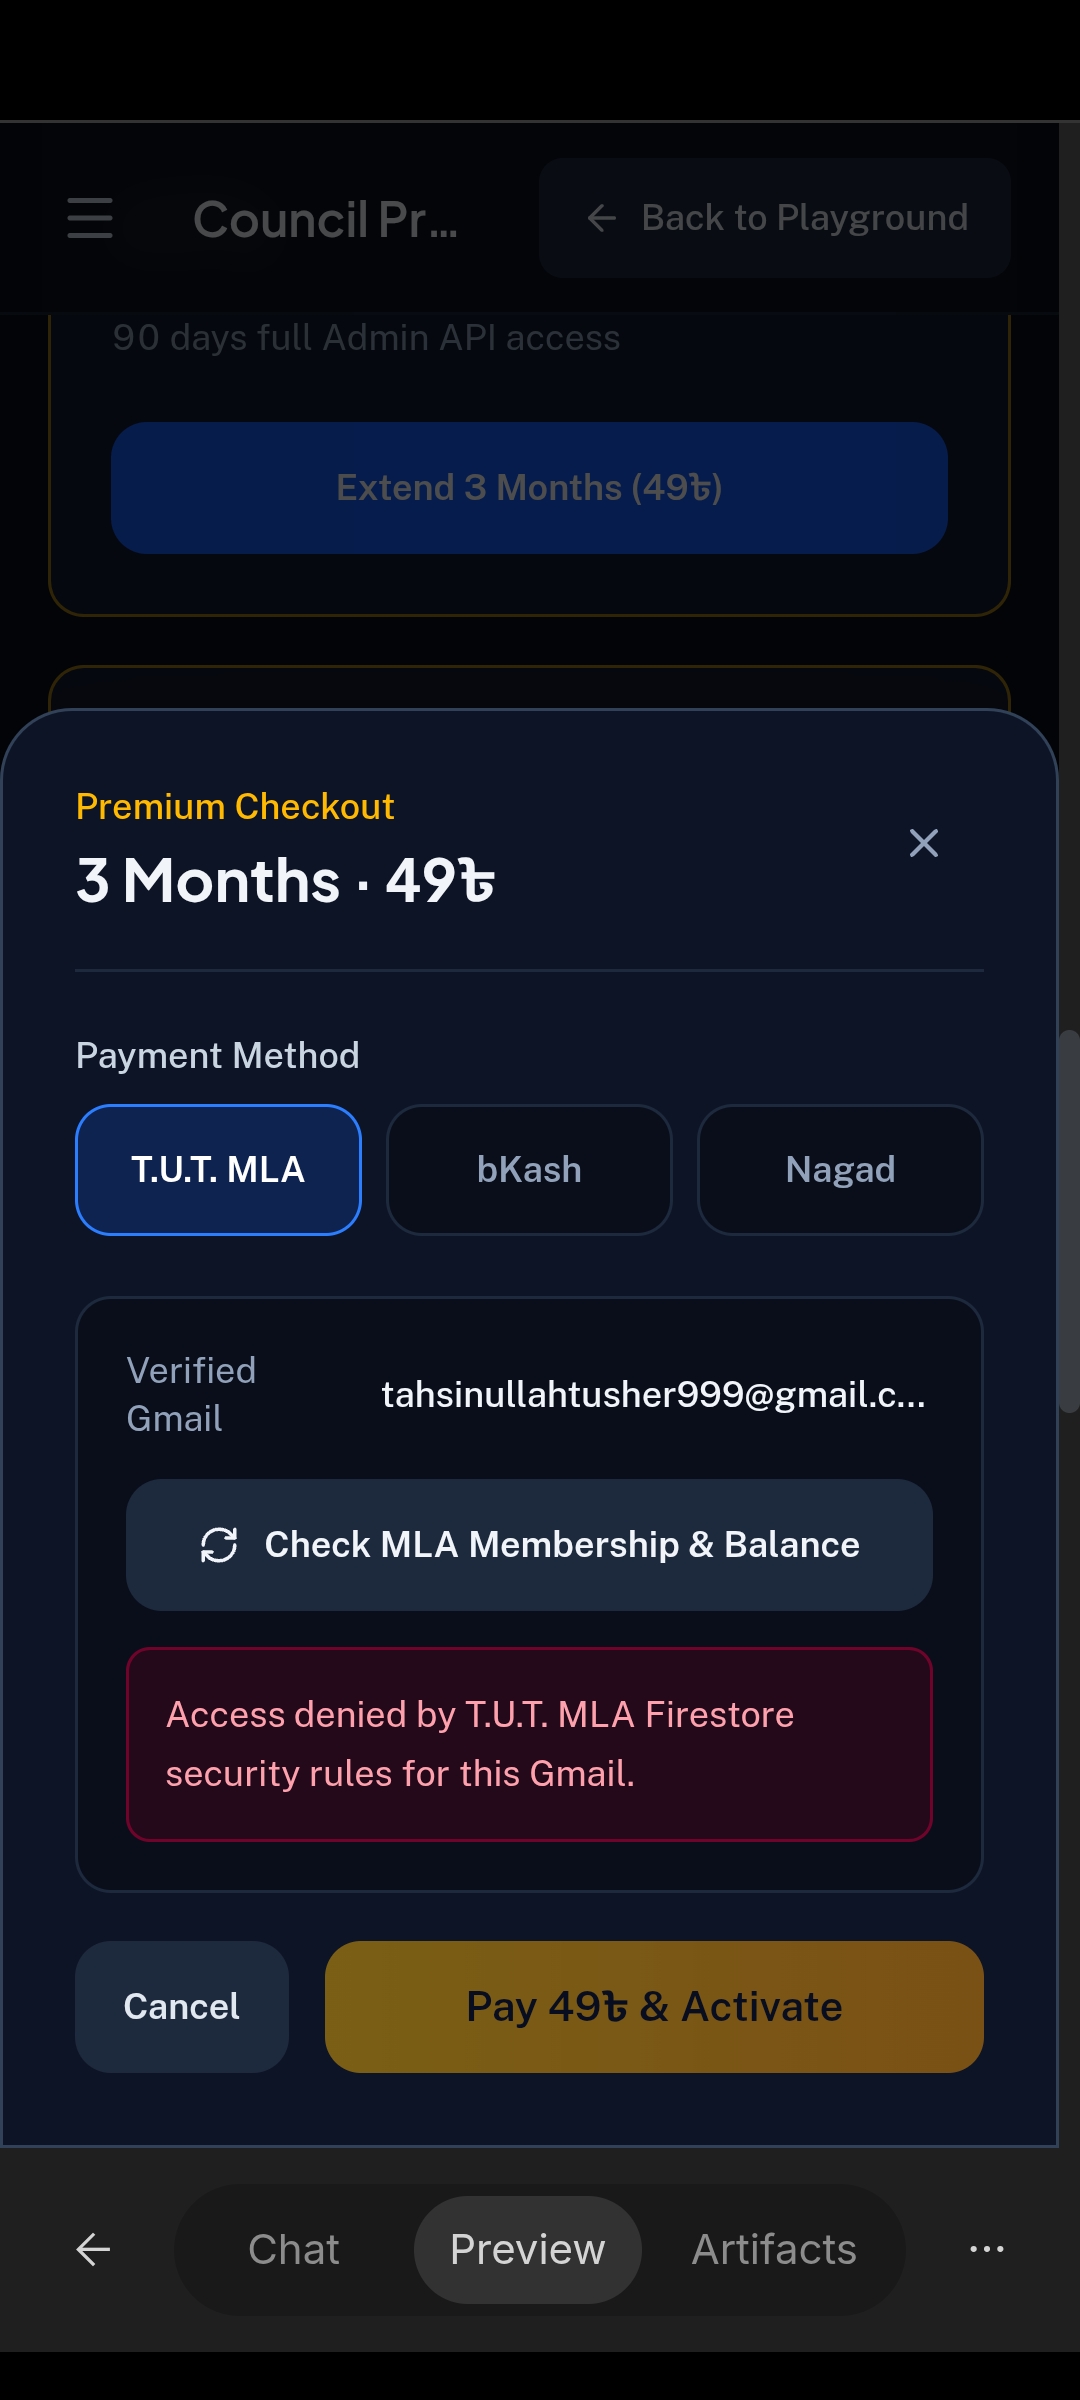 Council Pr...
Back to Playground
90 days full Admin API access
Extend 3 Months (49৳)
Premium Checkout
3 Months · 49৳
Payment Method
T.U.T. MLA
bKash
Nagad
Verified
Gmail
tahsinullahtusher999@gmail.c...
Check MLA Membership & Balance
Access denied by T.U.T. MLA Firestore
security rules for this Gmail.
Cancel
Pay 49৳ & Activate
Chat
Preview
Artifacts